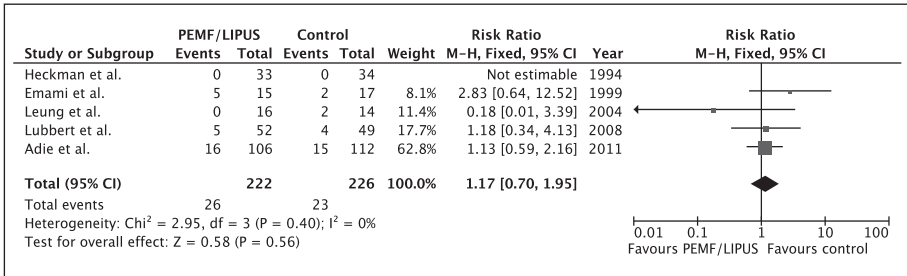 PEMF/LIPUS Control Risk Ratio Risk Ratio
Study or Subgroup Events Total Events Total Weight M-H, Fixed, 95% CI Year M-H, Fixed, 95% CI
Heckman et al. 0 33 0 34 Not estimable 1994
Emami et al. 5 15 2 17 8.1% 2.83 [0.64, 12.52] 1999
Leung et al. 0 16 2 14 11.4% 0.18 [0.01, 3.39] 2004
Lubbert et al. 5 52 4 49 17.7% 1.18 [0.34, 4.13] 2008
Adie et al. 16 106 15 112 62.8% 1.13 [0.59, 2.16] 2011
Total (95% CI) 222 226 100.0% 1.17 [0.70, 1.95]
Total events 26 23
Heterogeneity: Chi² = 2.95, df = 3 (P = 0.40); I² = 0%
Test for overall effect: Z = 0.58 (P = 0.56)
0.01 0.1 1 10 100
Favours PEMF/LIPUS Favours control